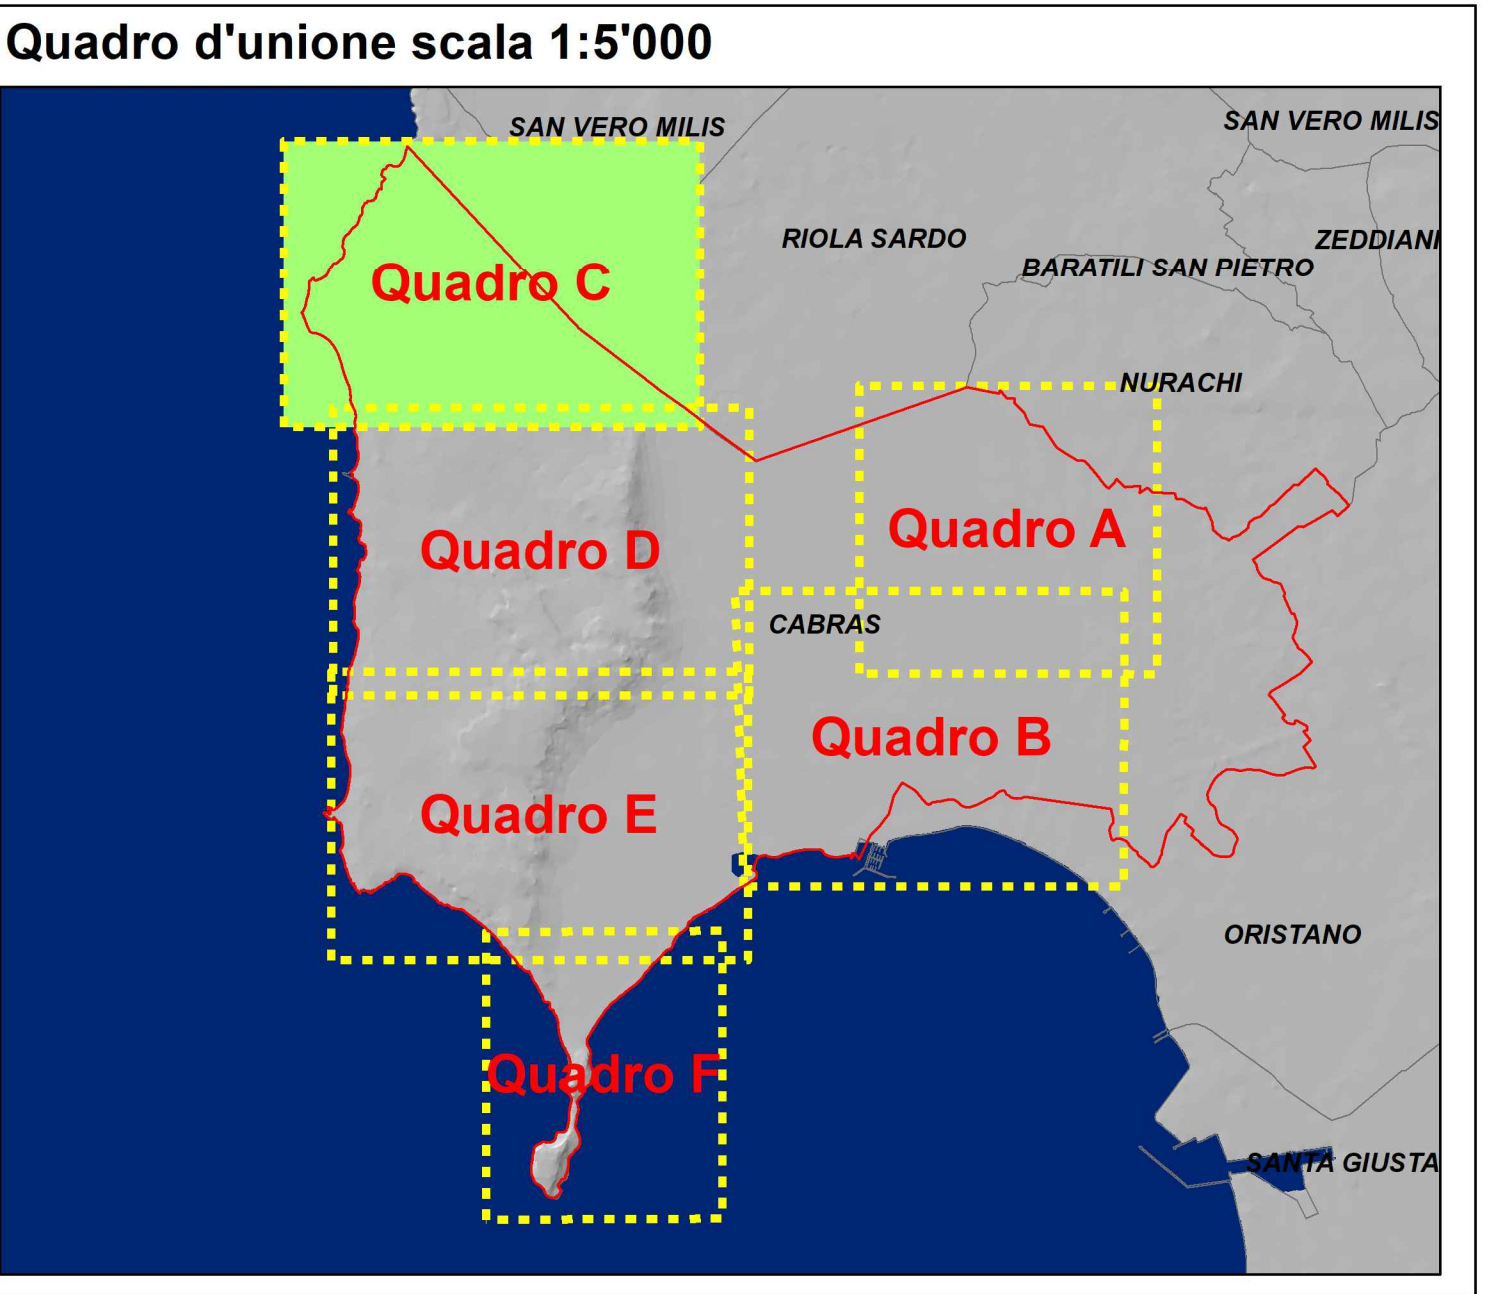 Quadro d'unione scala 1:5'000
SAN VERO MILIS
SAN VERO MILIS
RIOLA SARDO
ZEDDIANI
BARATILI SAN PIETRO
Quadro C
NURACHI
Quadro A
Quadro D
CABRAS
Quadro B
Quadro E
ORISTANO
Quadro F
SANTA GIUSTA